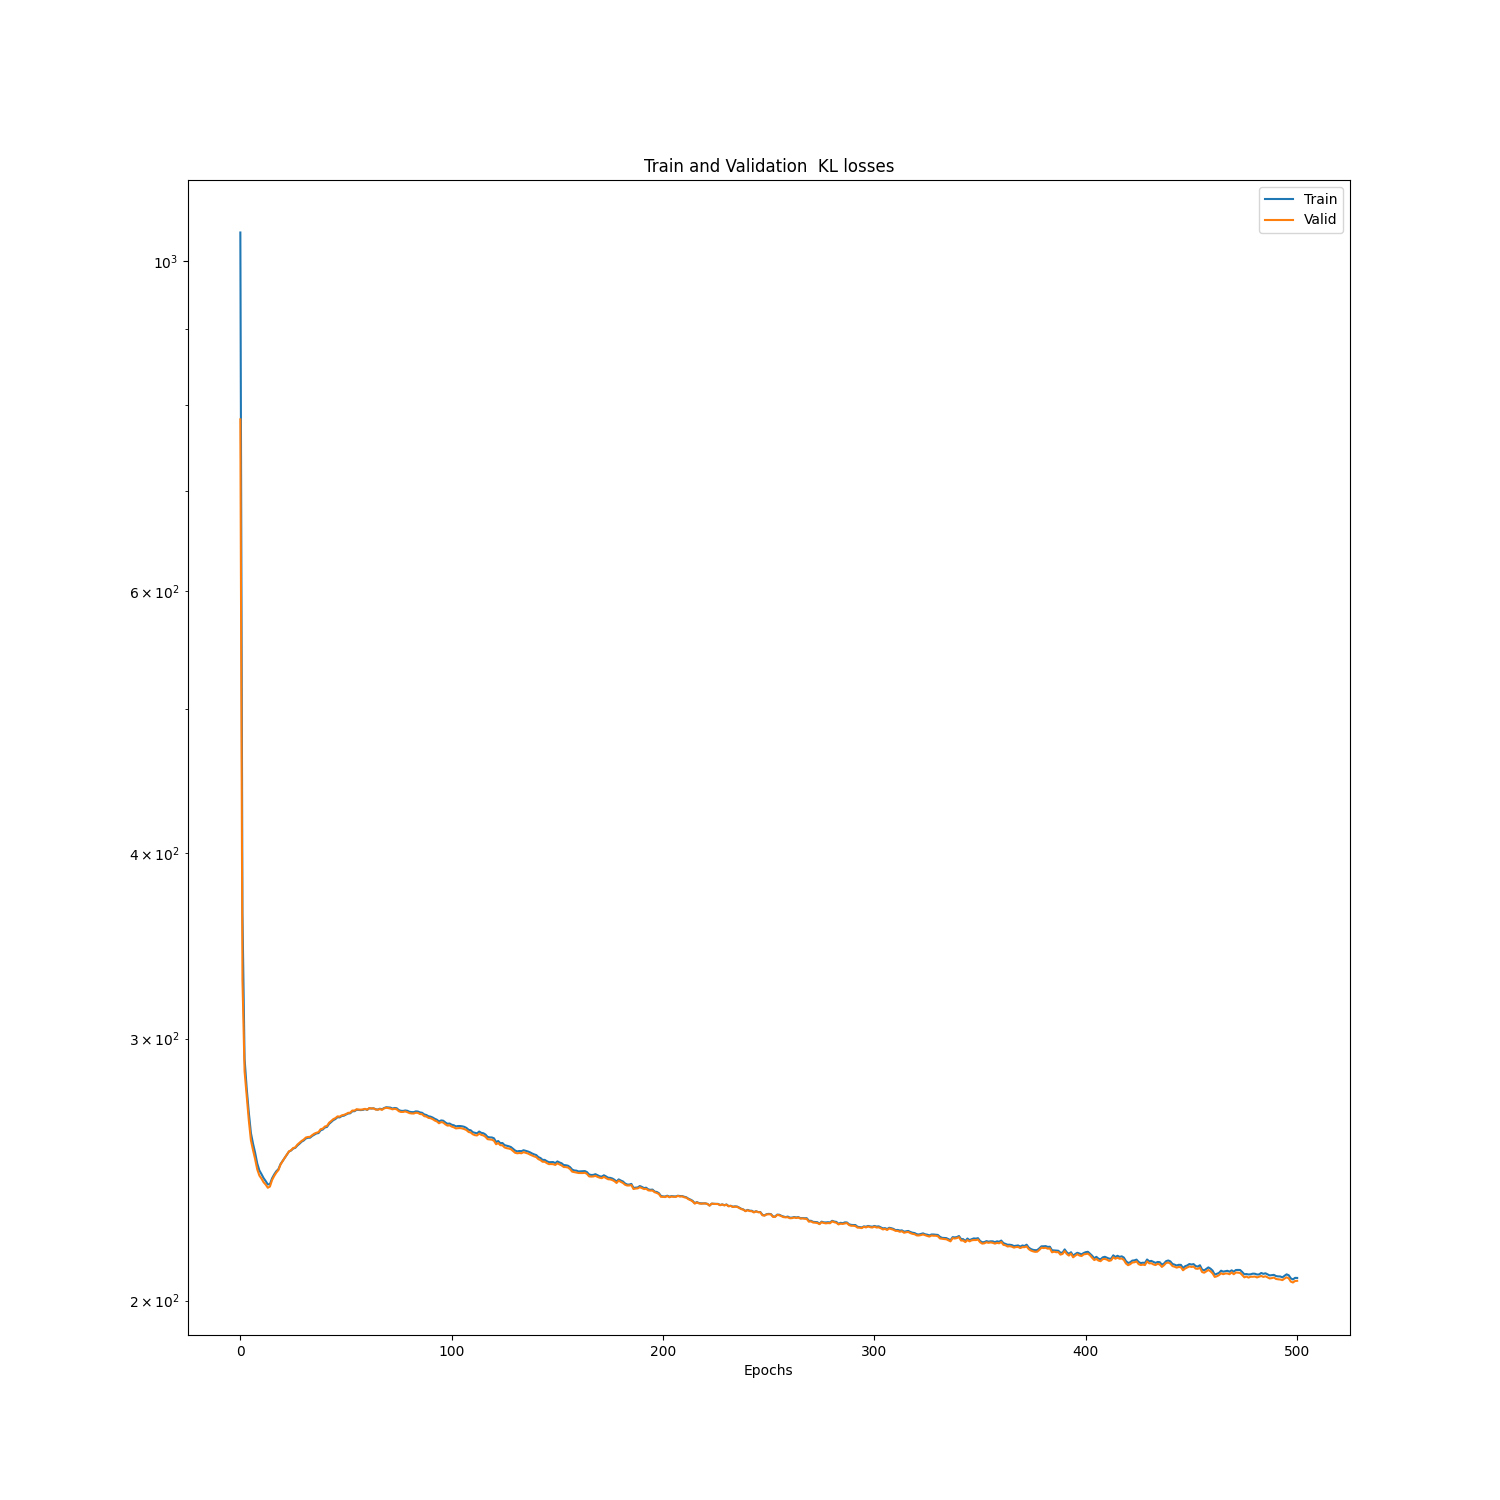 Train and Validation  KL losses
Train
Valid
10³
6 × 10²
4 × 10²
3 × 10²
2 × 10²
0 100 200 300 400 500
Epochs